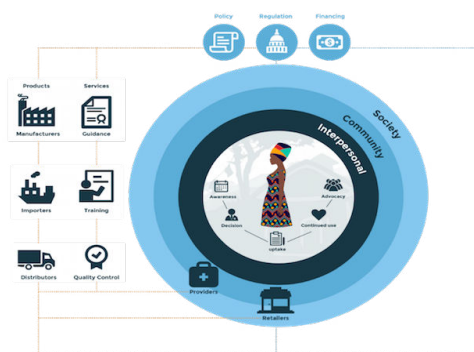 Policy
Regulation
Financing
Products
Services
Manufacturers
Guidance
Importers
Training
Distributors
Quality Control
Society
Community
Interpersonal
Awareness
Advocacy
Decision
Continued use
uptake
Providers
Retailers